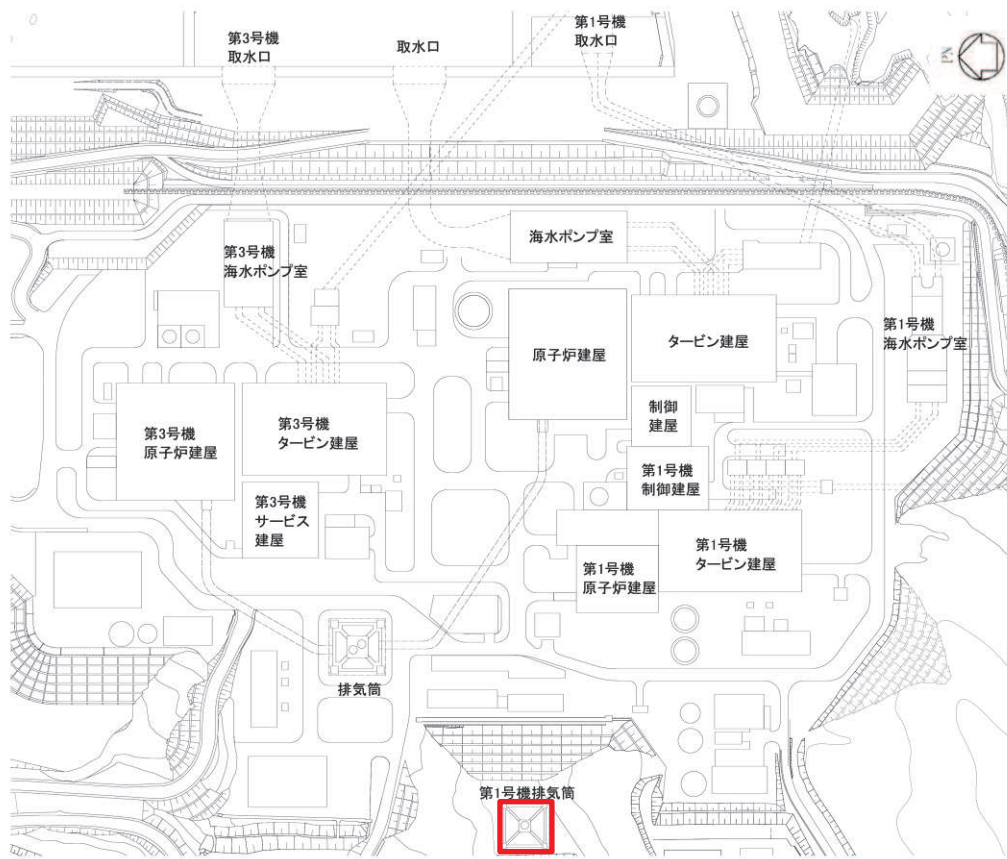 第3号機
取水口
取水口
第1号機
取水口
PN
第3号機
海水ポンプ室
海水ポンプ室
原子炉建屋
タービン建屋
第1号機
海水ポンプ室
制御
建屋
第3号機
原子炉建屋
第3号機
タービン建屋
第1号機
制御建屋
第3号機
サービス
建屋
第1号機
原子炉建屋
第1号機
タービン建屋
排気筒
第1号機排気筒